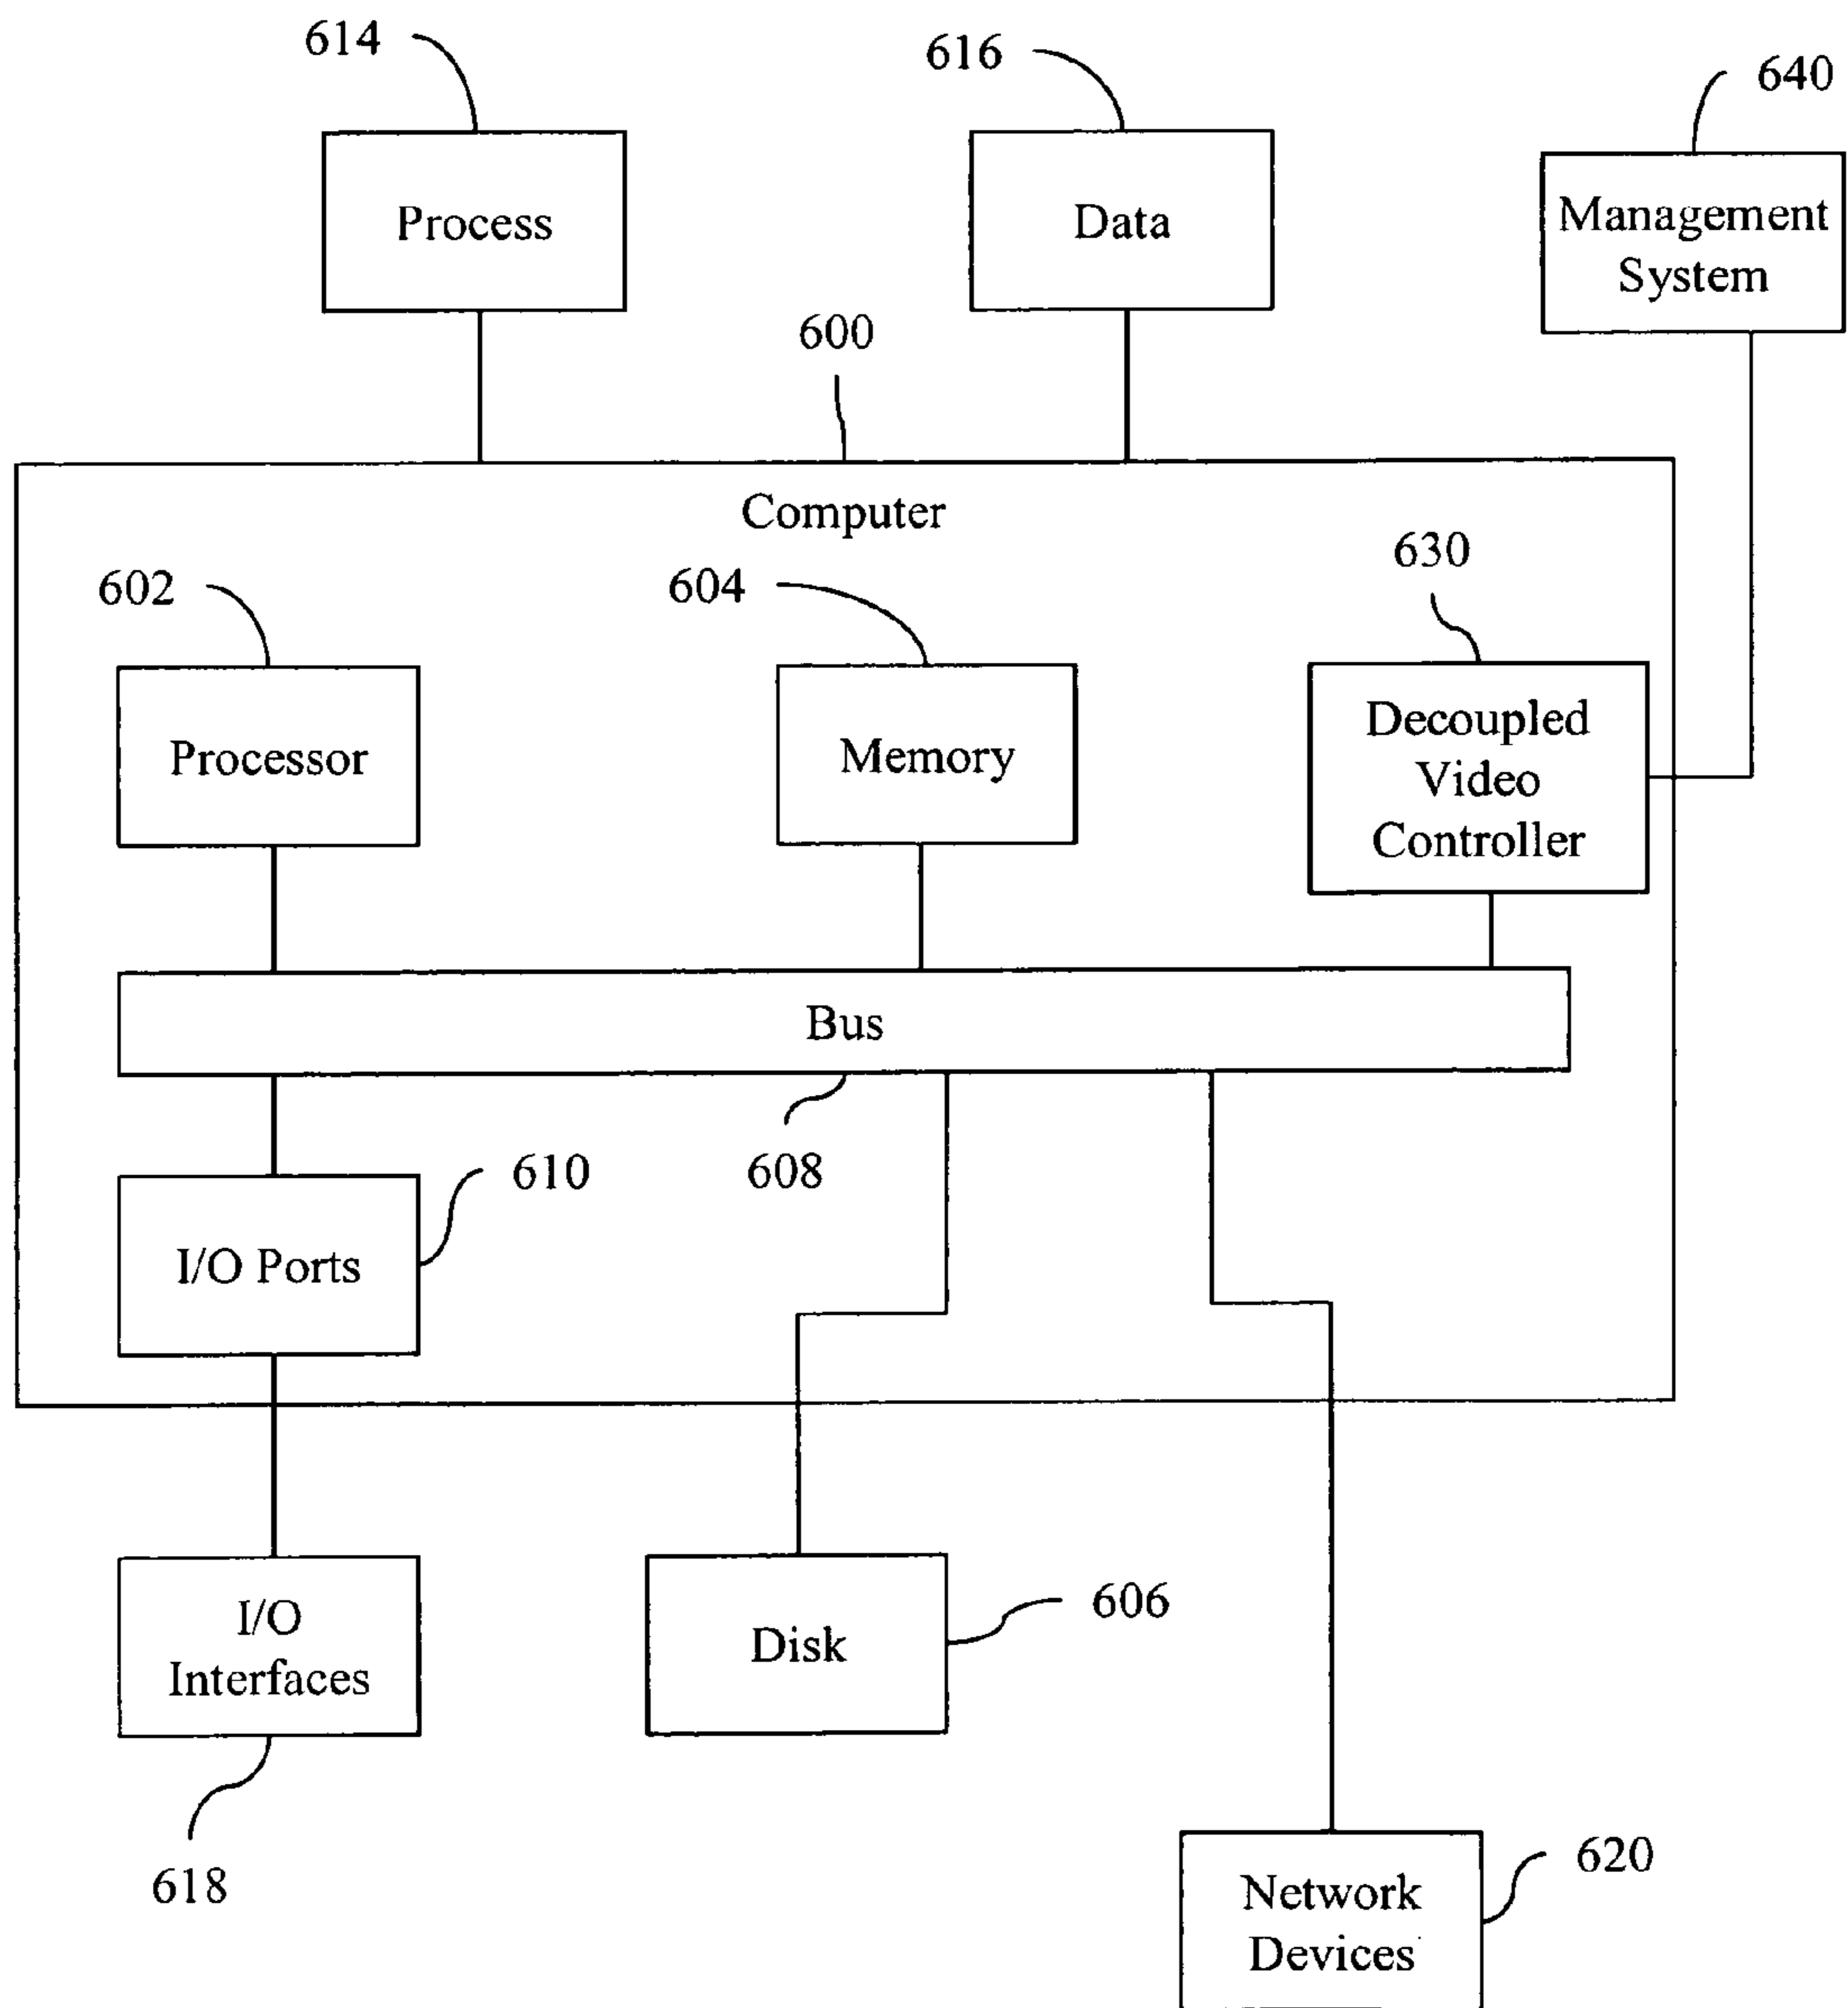 614
616
640
Process
Data
Management
System
600
Computer
630
602
604
Decoupled
Video
Controller
Processor
Memory
Bus
610
608
I/O Ports
I/O
Interfaces
606
Disk
618
620
Network
Devices